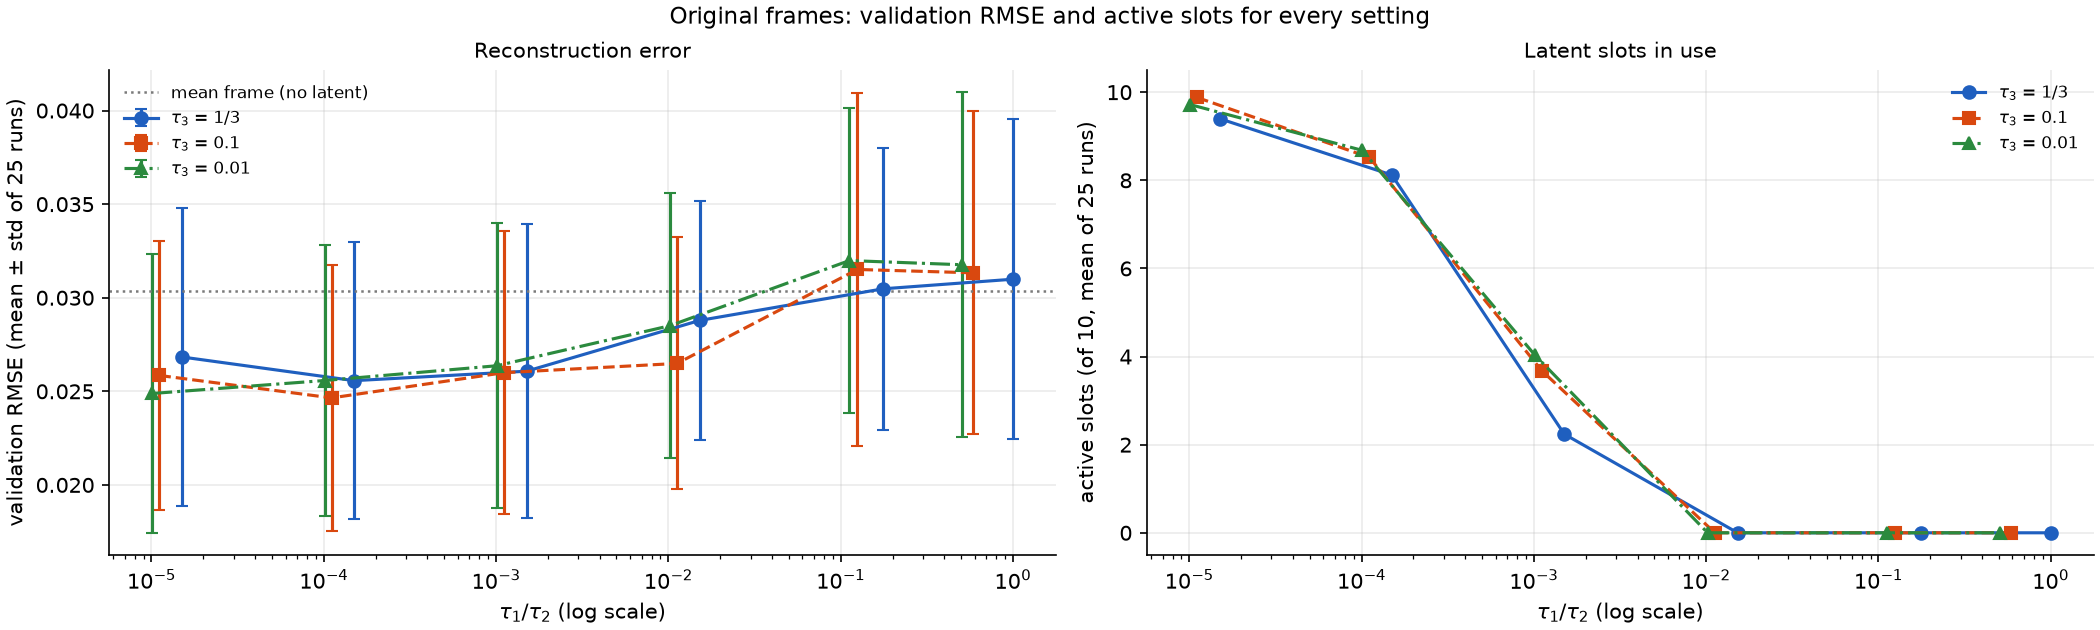 Original frames: validation RMSE and active slots for every setting
Reconstruction error
validation RMSE (mean ± std of 25 runs)
0.040
0.035
0.030
0.025
0.020
mean frame (no latent)
τ₃ = 1/3
τ₃ = 0.1
τ₃ = 0.01
10⁻⁵ 10⁻⁴ 10⁻³ 10⁻² 10⁻¹ 10⁰
τ₁/τ₂ (log scale)
Latent slots in use
active slots (of 10, mean of 25 runs)
10
8
6
4
2
0
τ₃ = 1/3
τ₃ = 0.1
τ₃ = 0.01
10⁻⁵ 10⁻⁴ 10⁻³ 10⁻² 10⁻¹ 10⁰
τ₁/τ₂ (log scale)